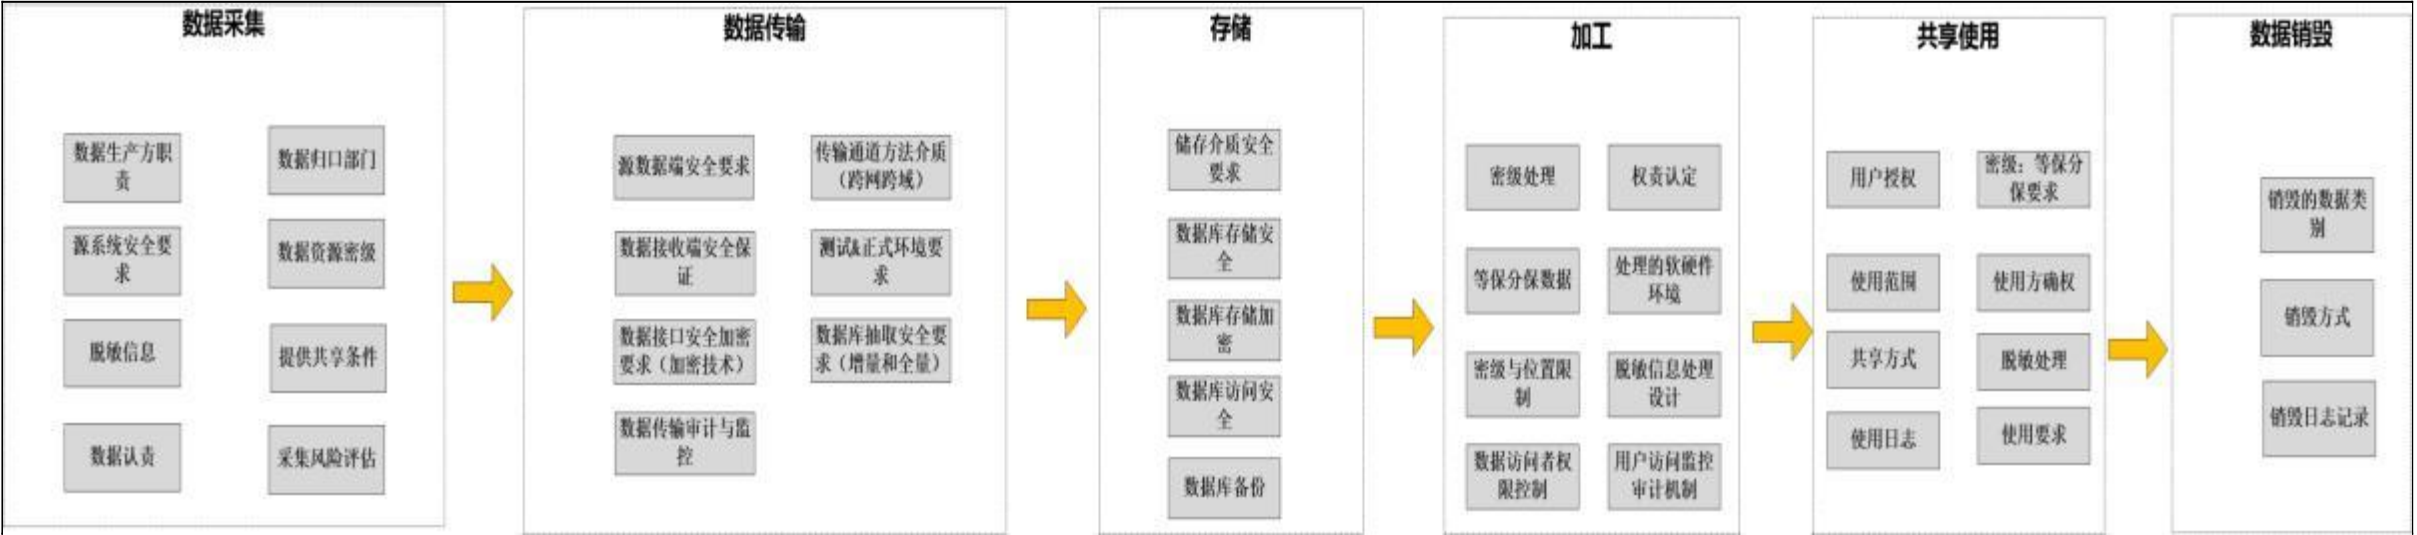 数据采集
数据生产方职
责
数据归口部门
源系统安全要
求
数据资源密级
脱敏信息
提供共享条件
数据认责
采集风险评估
数据传输
源数据端安全要求
传输通道方法介质
（跨网跨域）
数据接收端安全保
证
测试&正式环境要
求
数据接口安全加密
要求（加密技术）
数据库抽取安全要
求（增量和全量）
数据传输审计与监
控
存储
储存介质安全
要求
数据库存储安
全
数据库存储加
密
数据库访问安
全
数据库备份
加工
密级处理
权责认定
等保分保数据
处理的软硬件
环境
密级与位置限
制
脱敏信息处理
设计
数据访问者权
限控制
用户访问监控
审计机制
共享使用
用户授权
密级：等保分
保要求
使用范围
使用方确权
共享方式
脱敏处理
使用日志
使用要求
数据销毁
销毁的数据类
别
销毁方式
销毁日志记录